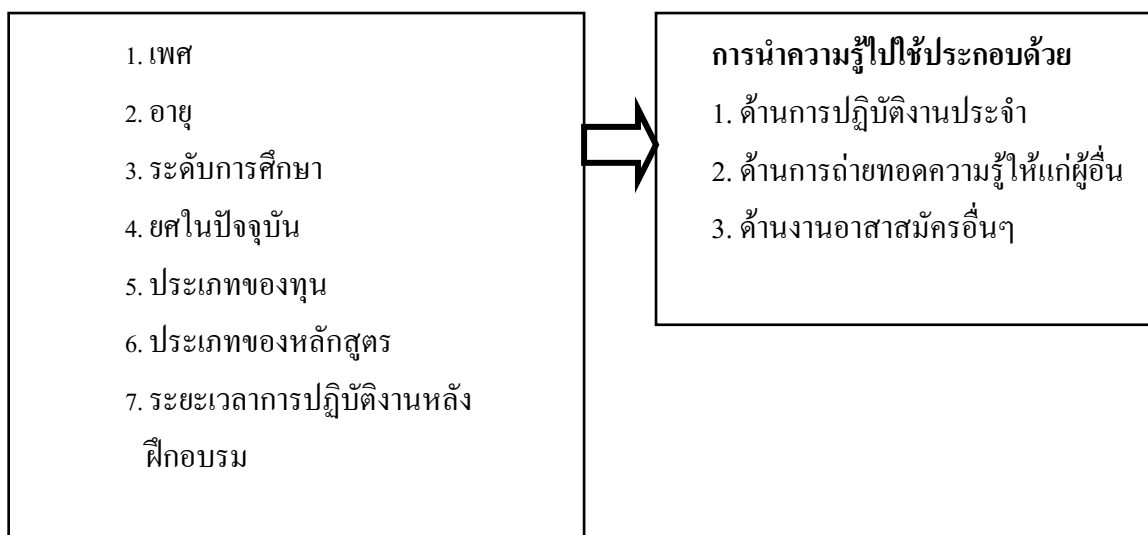 1. เพศ
2. อายุ
3. ระดับการศึกษา
4. ยศในปัจจุบัน
5. ประเภทของทุน
6. ประเภทของหลักสูตร
7. ระยะเวลาการปฏิบัติงานหลัง
ฝึกอบรม
การนำความรู้ไปใช้ประกอบด้วย
1. ด้านการปฏิบัติงานประจำ
2. ด้านการถ่ายทอดความรู้ให้แก่ผู้อื่น
3. ด้านงานอาสาสมัครอื่นๆ